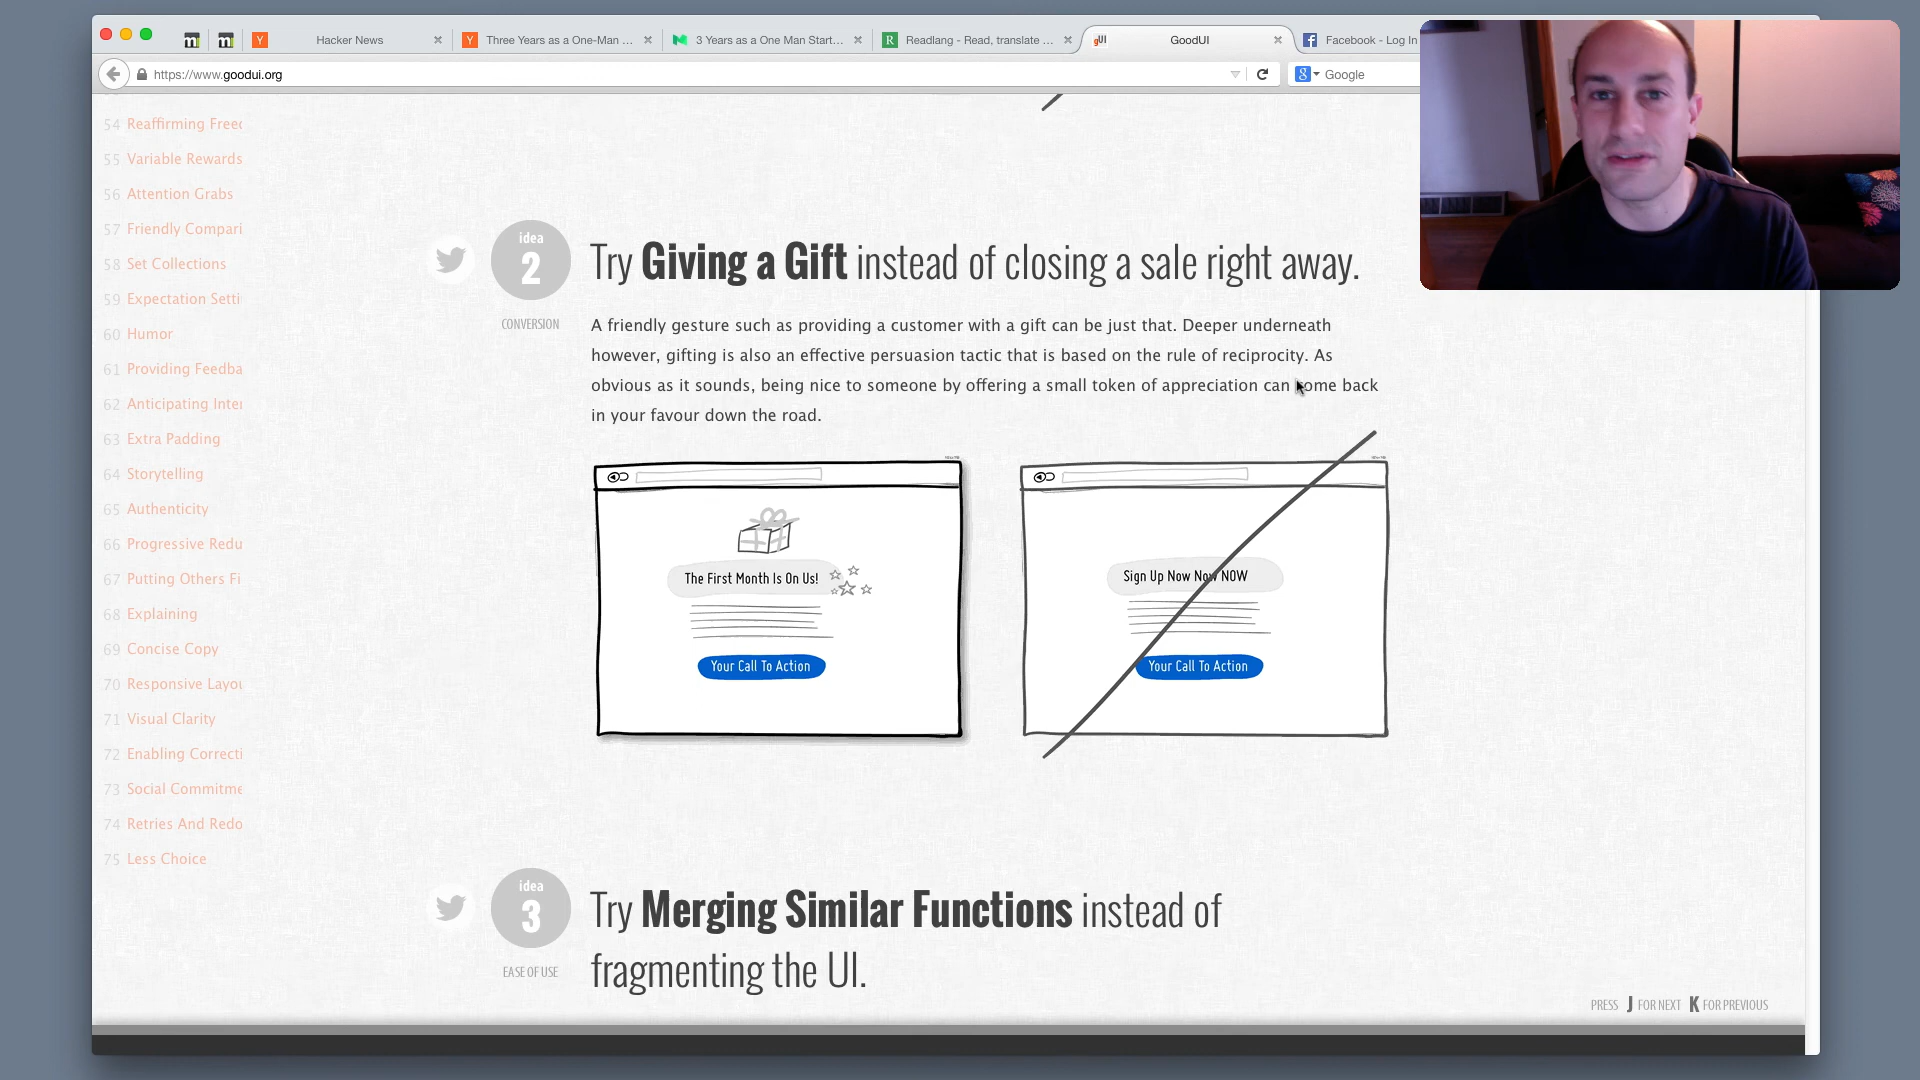 Hacker News
Three Years as a One-Man ...
3 Years as a One Man Start...
Readlang - Read, translate ...
gUI GoodUI
Facebook - Log In
https://www.goodui.org
Google
54 Reaffirming Freed
55 Variable Rewards
56 Attention Grabs
57 Friendly Compari
58 Set Collections
59 Expectation Setti
60 Humor
61 Providing Feedba
62 Anticipating Inter
63 Extra Padding
64 Storytelling
65 Authenticity
66 Progressive Redu
67 Putting Others Fi
68 Explaining
69 Concise Copy
70 Responsive Layou
71 Visual Clarity
72 Enabling Correcti
73 Social Commitme
74 Retries And Redo
75 Less Choice
idea
2
CONVERSION
Try Giving a Gift instead of closing a sale right away.
A friendly gesture such as providing a customer with a gift can be just that. Deeper underneath
however, gifting is also an effective persuasion tactic that is based on the rule of reciprocity. As
obvious as it sounds, being nice to someone by offering a small token of appreciation can come back
in your favour down the road.
The First Month Is On Us!
Your Call To Action
Sign Up Now Now NOW
Your Call To Action
idea
3
EASE OF USE
Try Merging Similar Functions instead of
fragmenting the UI.
PRESS J FOR NEXT K FOR PREVIOUS